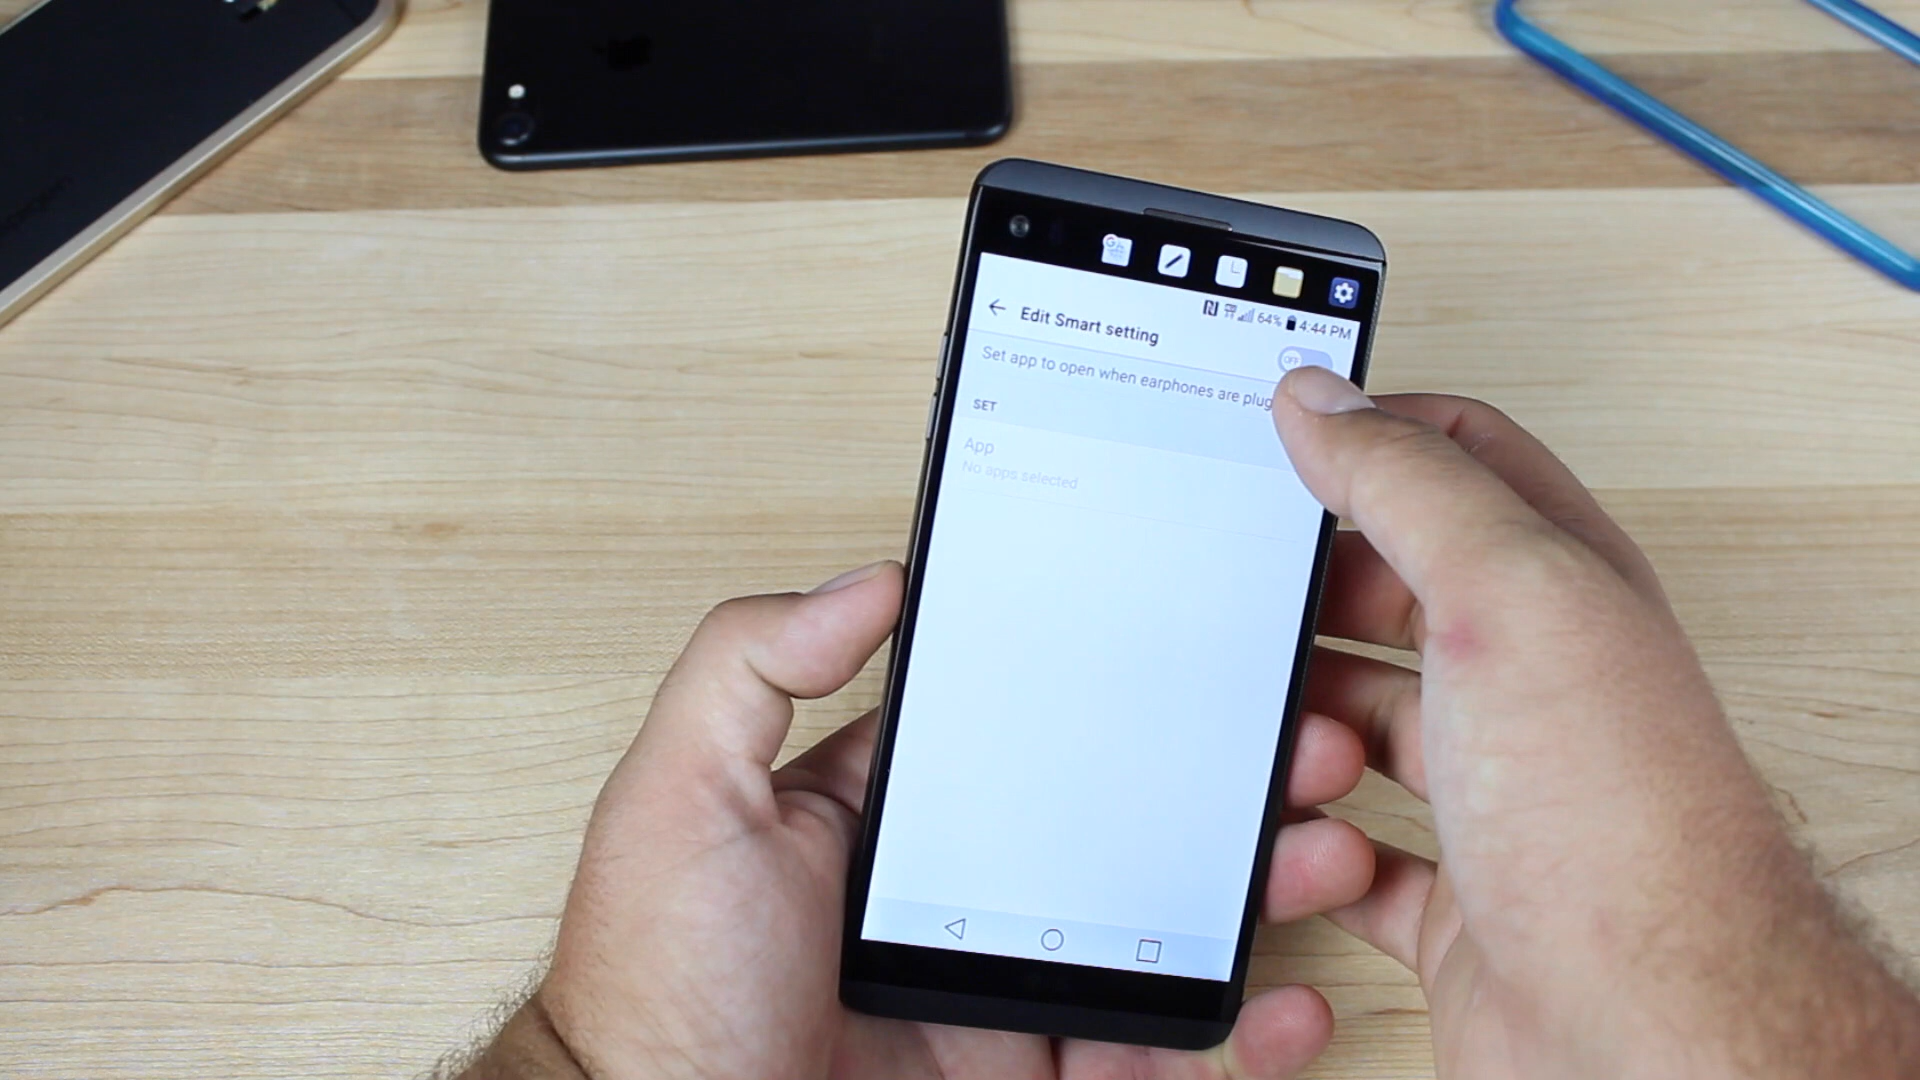 64% 4:44 PM
Edit Smart setting
OFF
Set app to open when earphones are plug
SET
App
No apps selected